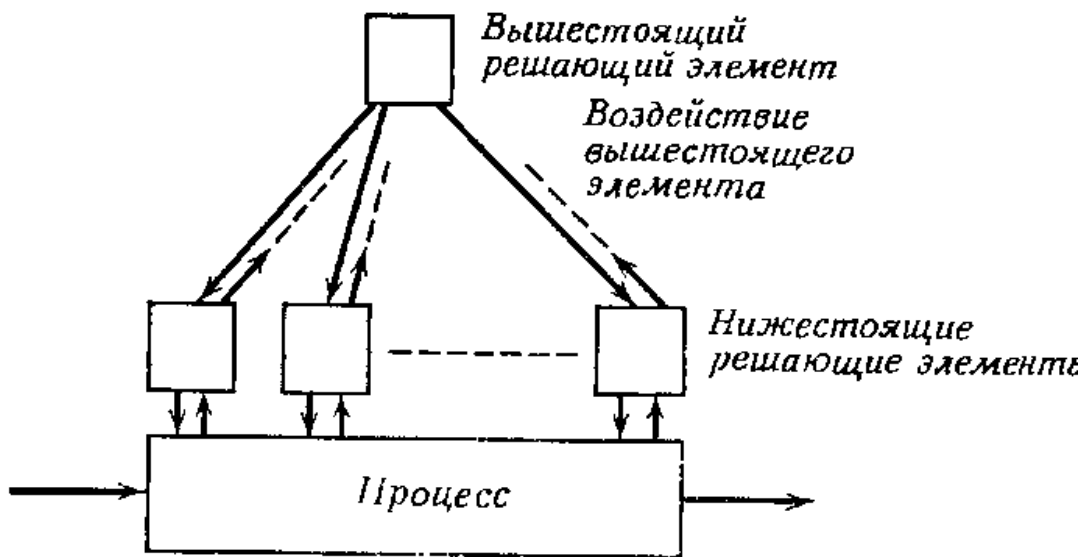 Вышестоящий
решающий элемент
Воздействие
вышестоящего
элемента
Нижестоящие
решающие элементы
Процесс